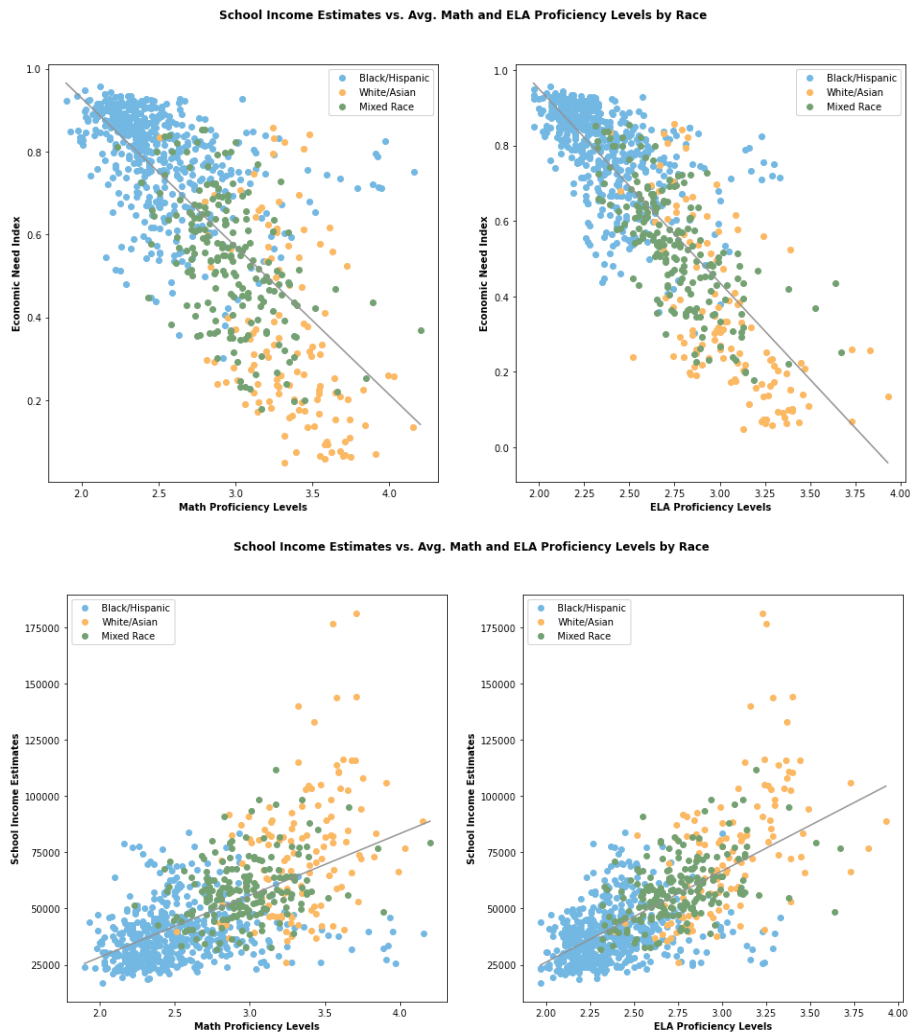 School Income Estimates vs. Avg. Math and ELA Proficiency Levels by Race
Economic Need Index
1.0
0.8
0.6
0.4
0.2
Black/Hispanic
White/Asian
Mixed Race
2.0 2.5 3.0 3.5 4.0
Math Proficiency Levels
Economic Need Index
1.0
0.8
0.6
0.4
0.2
0.0
Black/Hispanic
White/Asian
Mixed Race
2.00 2.25 2.50 2.75 3.00 3.25 3.50 3.75 4.00
ELA Proficiency Levels
School Income Estimates vs. Avg. Math and ELA Proficiency Levels by Race
School Income Estimates
175000
150000
125000
100000
75000
50000
25000
Black/Hispanic
White/Asian
Mixed Race
2.0 2.5 3.0 3.5 4.0
Math Proficiency Levels
School Income Estimates
175000
150000
125000
100000
75000
50000
25000
Black/Hispanic
White/Asian
Mixed Race
2.00 2.25 2.50 2.75 3.00 3.25 3.50 3.75 4.00
ELA Proficiency Levels